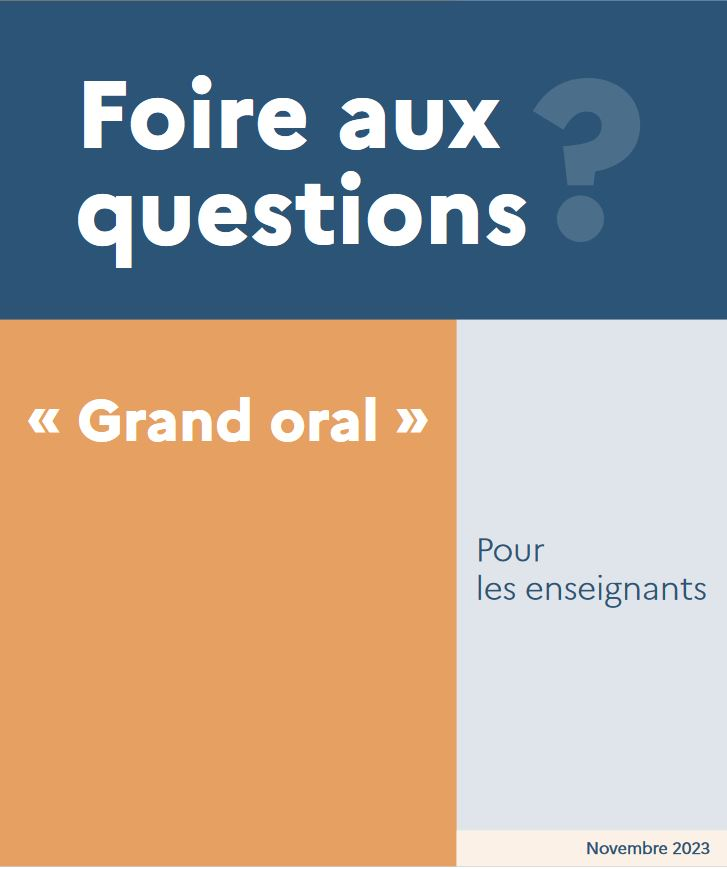 Foire aux ?
questions
« Grand oral »
Pour
les enseignants
Novembre 2023